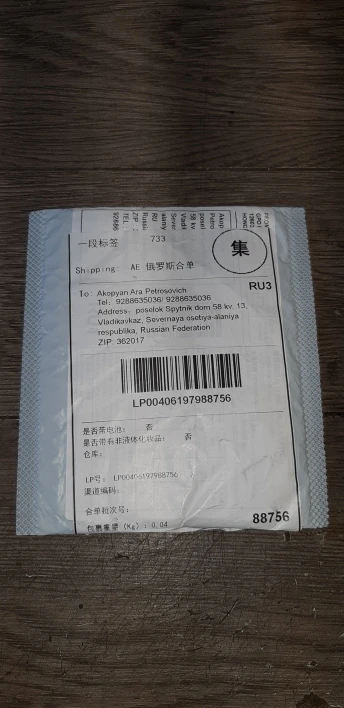 一段标签
733
集
Shipping: AE 俄罗斯合单
RU3
To: Akopyan Ara Petrosovich
Tel: 9288635036/ 9288635036
Address: poselok Spytnik dom 58 kv. 13,
Vladikavkaz, Severnaya osetiya-alaniya
respublika, Russian Federation
ZIP: 362017
LP00406197988756
是否带电池: 否
是否带有非液体化妆品: 否
仓库:
LP号: LP00406197988756
渠道编码:
合单批次号:
88756
包裹重量 (Kg): 0.04